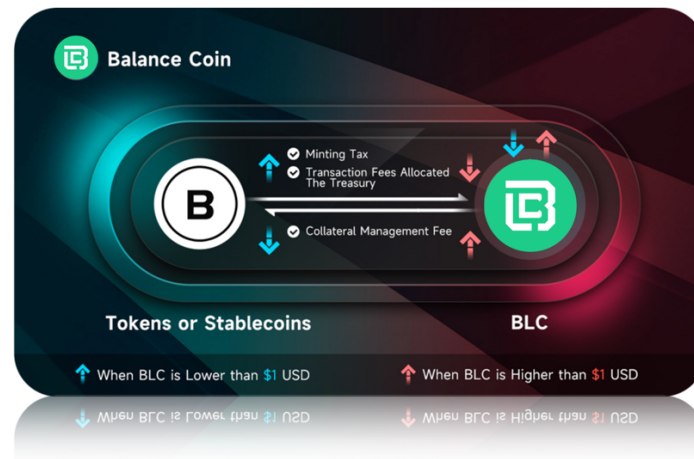 Balance Coin
Minting Tax
Transaction Fees Allocated
The Treasury
B
Collateral Management Fee
Tokens or Stablecoins
BLC
When BLC is Lower than $1 USD
When BLC is Higher than $1 USD